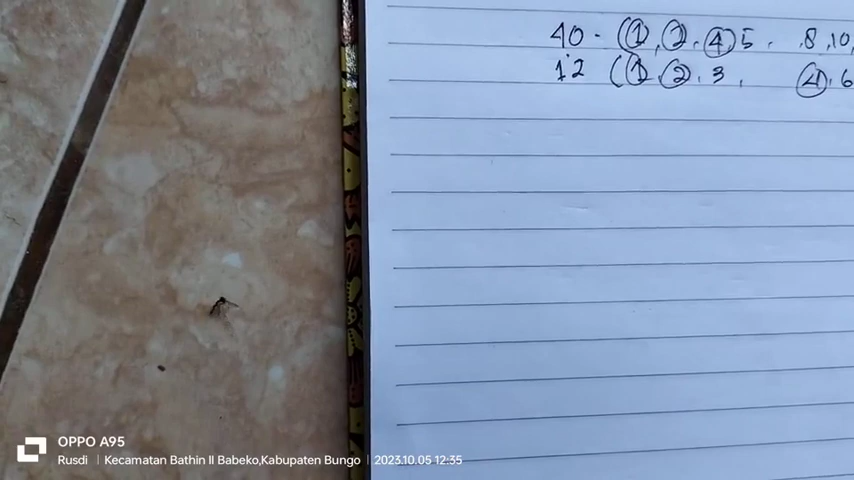 40 - (1, 2, 4 5, 8, 10,
12 (1, 2, 3, 4, 6
OPPO A95
Rusdi | Kecamatan Bathin II Babeko,Kabupaten Bungo | 2023.10.05 12:35